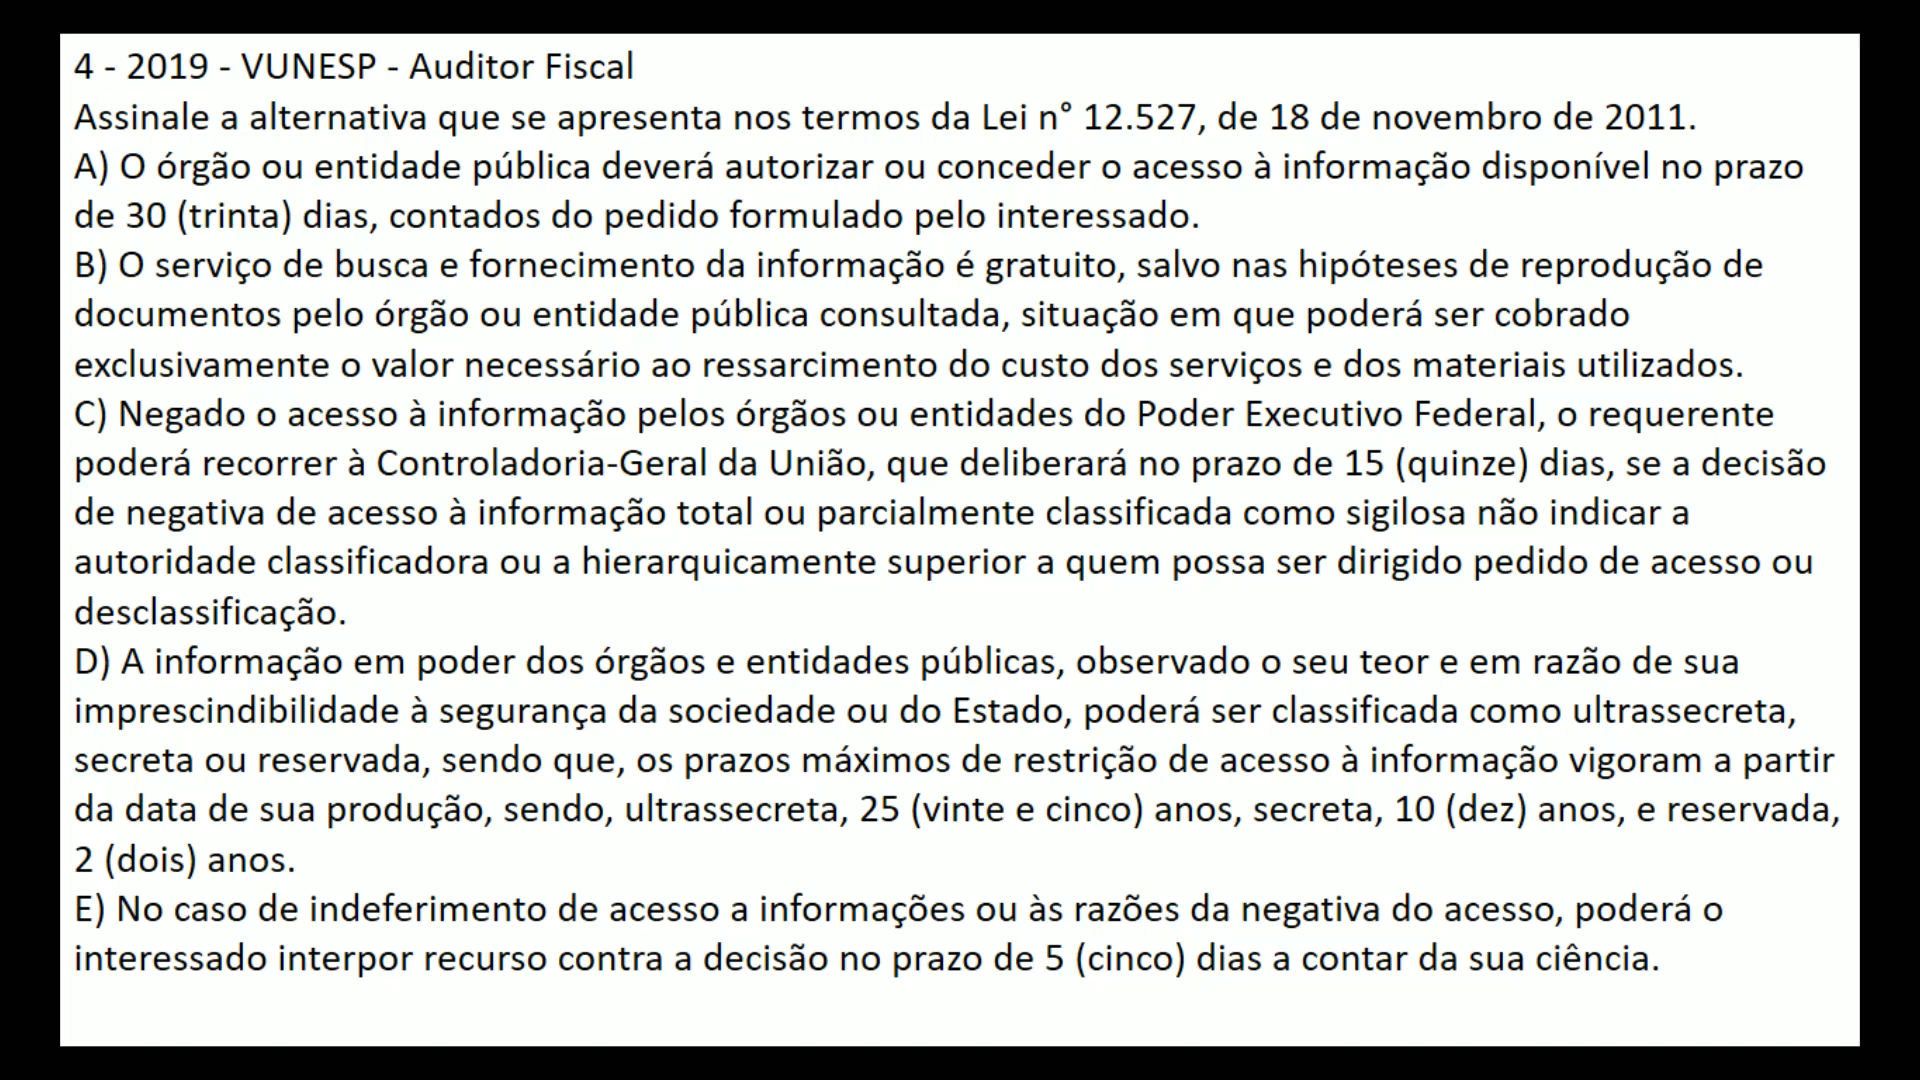 4 - 2019 - VUNESP - Auditor Fiscal
Assinale a alternativa que se apresenta nos termos da Lei n° 12.527, de 18 de novembro de 2011.
A) O órgão ou entidade pública deverá autorizar ou conceder o acesso à informação disponível no prazo
de 30 (trinta) dias, contados do pedido formulado pelo interessado.
B) O serviço de busca e fornecimento da informação é gratuito, salvo nas hipóteses de reprodução de
documentos pelo órgão ou entidade pública consultada, situação em que poderá ser cobrado
exclusivamente o valor necessário ao ressarcimento do custo dos serviços e dos materiais utilizados.
C) Negado o acesso à informação pelos órgãos ou entidades do Poder Executivo Federal, o requerente
poderá recorrer à Controladoria-Geral da União, que deliberará no prazo de 15 (quinze) dias, se a decisão
de negativa de acesso à informação total ou parcialmente classificada como sigilosa não indicar a
autoridade classificadora ou a hierarquicamente superior a quem possa ser dirigido pedido de acesso ou
desclassificação.
D) A informação em poder dos órgãos e entidades públicas, observado o seu teor e em razão de sua
imprescindibilidade à segurança da sociedade ou do Estado, poderá ser classificada como ultrassecreta,
secreta ou reservada, sendo que, os prazos máximos de restrição de acesso à informação vigoram a partir
da data de sua produção, sendo, ultrassecreta, 25 (vinte e cinco) anos, secreta, 10 (dez) anos, e reservada,
2 (dois) anos.
E) No caso de indeferimento de acesso a informações ou às razões da negativa do acesso, poderá o
interessado interpor recurso contra a decisão no prazo de 5 (cinco) dias a contar da sua ciência.